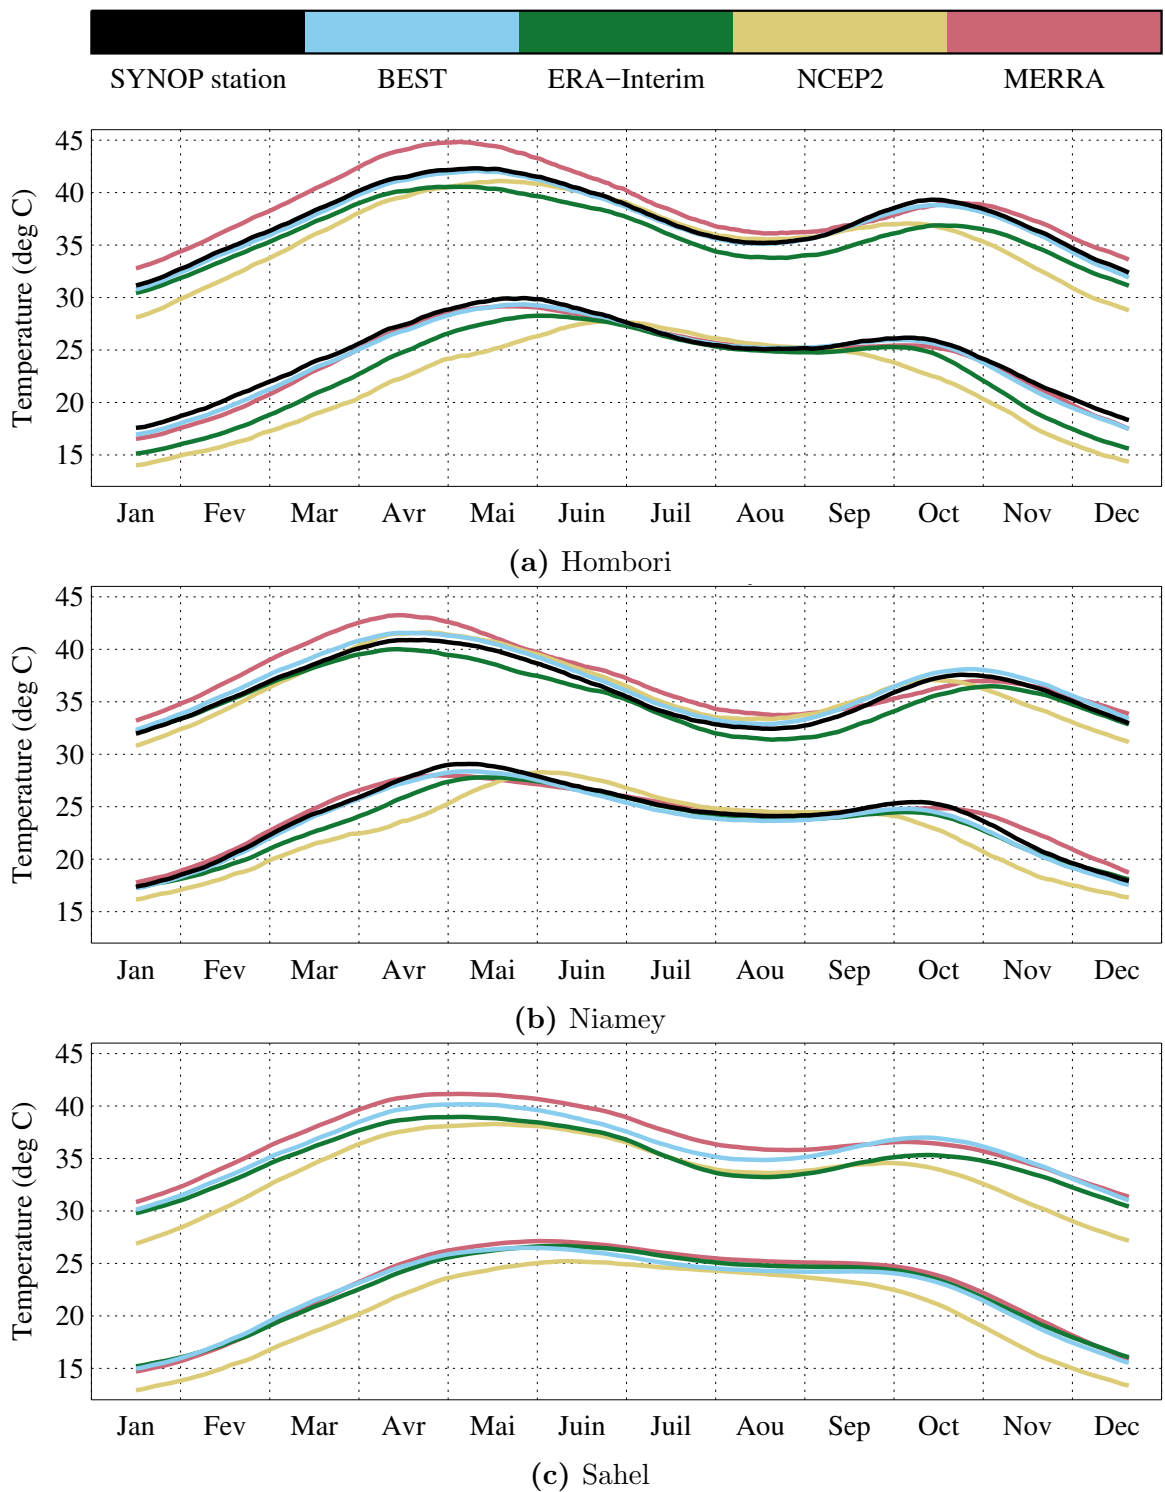 SYNOP station BEST ERA−Interim NCEP2 MERRA
45
40
35
30
25
20
15
Temperature (deg C)
Jan Fev Mar Avr Mai Juin Juil Aou Sep Oct Nov Dec
(a) Hombori
45
40
35
30
25
20
15
Temperature (deg C)
Jan Fev Mar Avr Mai Juin Juil Aou Sep Oct Nov Dec
(b) Niamey
45
40
35
30
25
20
15
Temperature (deg C)
Jan Fev Mar Avr Mai Juin Juil Aou Sep Oct Nov Dec
(c) Sahel